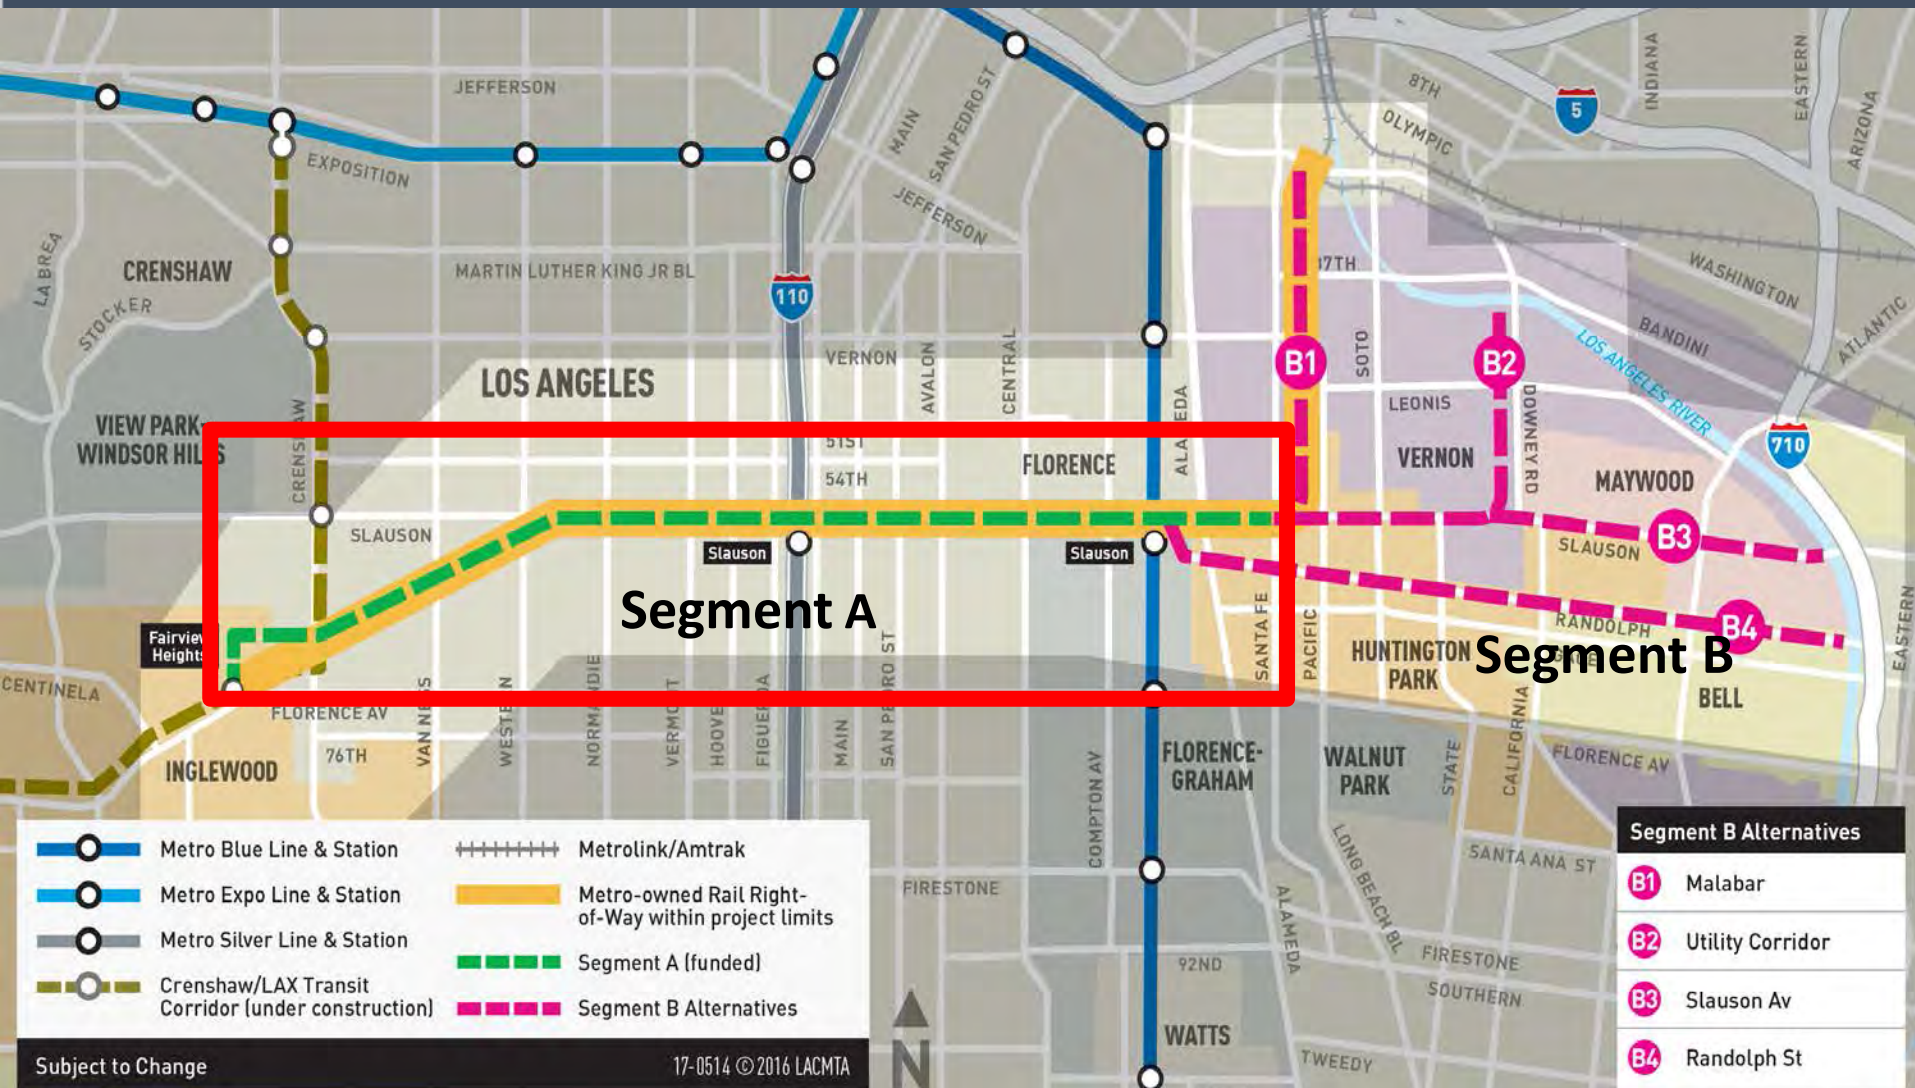 8TH
INDIANA
EASTERN
ARIZONA
JEFFERSON
MAIN
SAN PEDRO ST
OLYMPIC
5
EXPOSITION
JEFFERSON
LA BREA
CRENSHAW
MARTIN LUTHER KING JR BL
37TH
WASHINGTON
STOCKER
110
ATLANTIC
BANDINI
VERNON
AVALON
CENTRAL
SOTO
LOS ANGELES RIVER
B1
B2
LOS ANGELES
ALAMEDA
LEONIS
DOWNEY RD
VIEW PARK-
WINDSOR HILLS
CRENSHAW
51ST
54TH
FLORENCE
VERNON
MAYWOOD
710
SLAUSON
Slauson
Slauson
SLAUSON
B3
Segment A
SANTA FE
PACIFIC
RANDOLPH
B4
EASTERN
Fairview
Heights
HUNTINGTON
PARK
Segment B
GAGE
BELL
CENTINELA
FLORENCE AV
VAN NESS
WESTERN
NORMANDIE
VERMONT
HOOVER
FIGUEROA
MAIN
SAN PEDRO ST
INGLEWOOD
76TH
COMPTON AV
FLORENCE-
GRAHAM
WALNUT
PARK
STATE
CALIFORNIA
FLORENCE AV
LONG BEACH BL
SANTA ANA ST
FIRESTONE
ALAMEDA
92ND
FIRESTONE
SOUTHERN
WATTS
TWEEDY
N
Metro Blue Line & Station
Metro Expo Line & Station
Metro Silver Line & Station
Crenshaw/LAX Transit
Corridor (under construction)
Metrolink/Amtrak
Metro-owned Rail Right-
of-Way within project limits
Segment A (funded)
Segment B Alternatives
Subject to Change
17-0514 © 2016 LACMTA
Segment B Alternatives
B1 Malabar
B2 Utility Corridor
B3 Slauson Av
B4 Randolph St